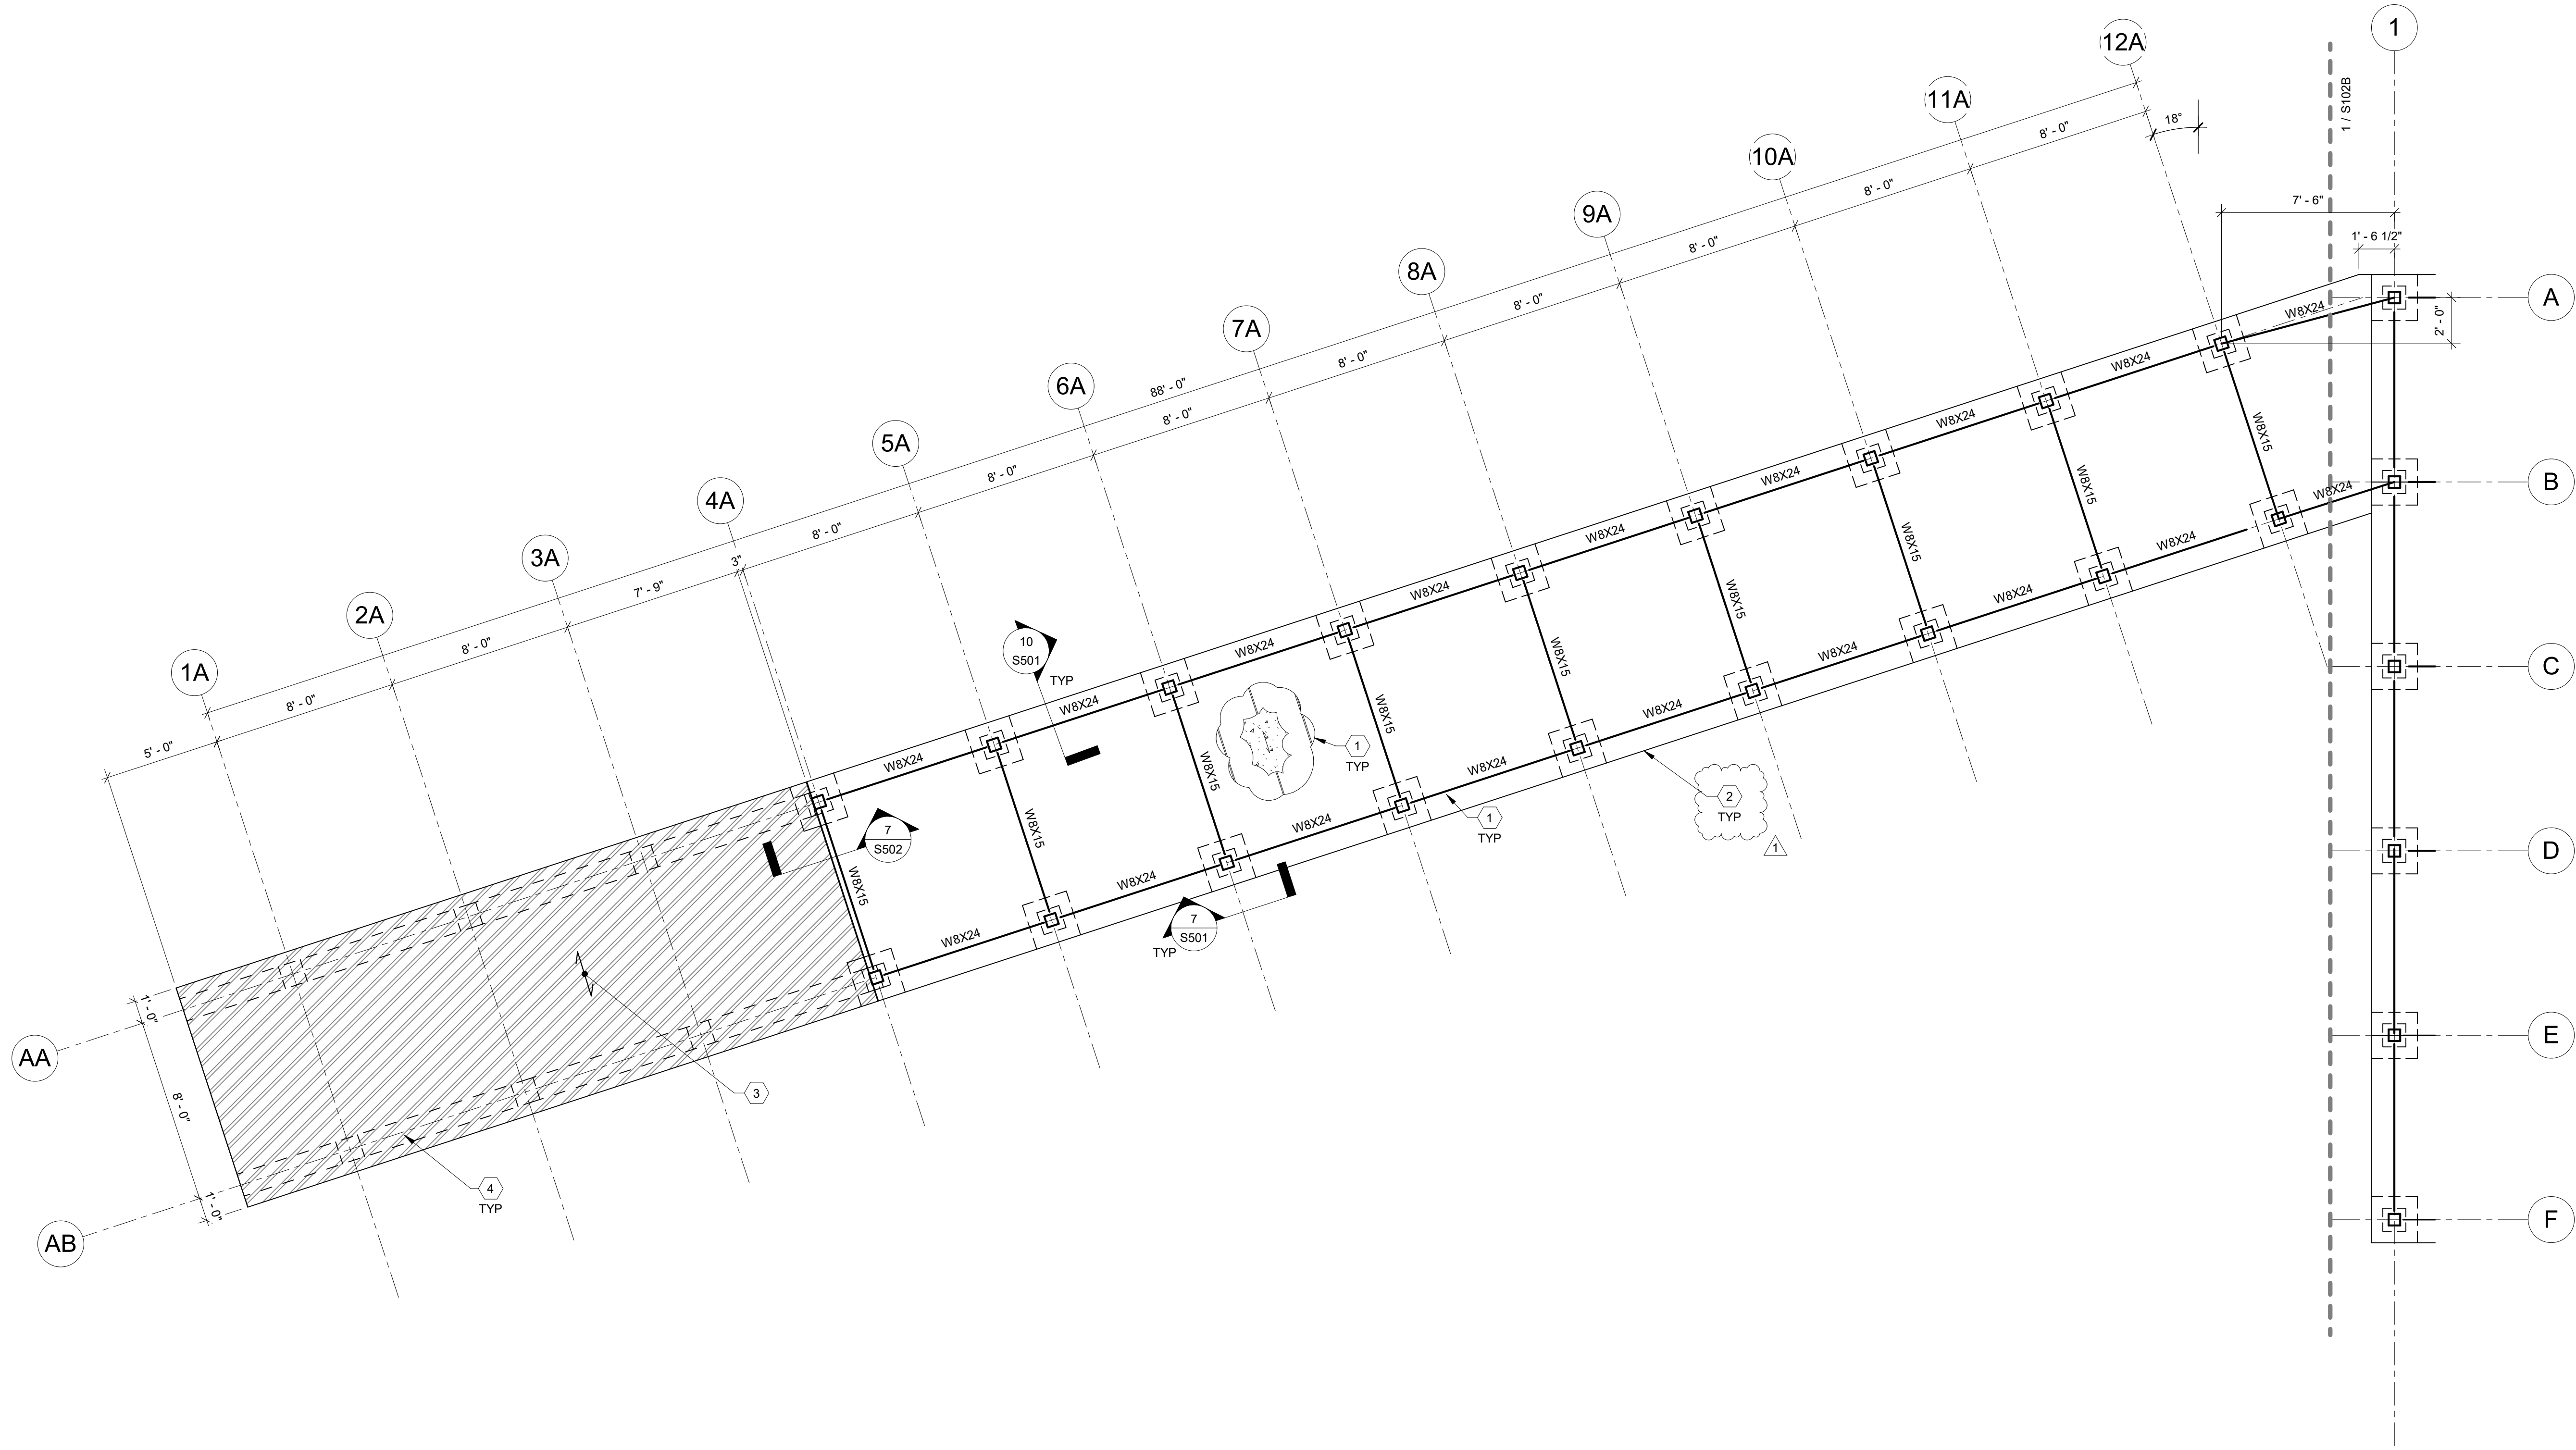 1
12A
11A
10A
9A
8A
7A
6A
5A
4A
3A
2A
1A
1 / S102B
18°
7' - 6"
1' - 6 1/2"
2' - 0"
88' - 0"
8' - 0"
8' - 0"
8' - 0"
8' - 0"
8' - 0"
8' - 0"
8' - 0"
8' - 0"
3"
7' - 9"
8' - 0"
8' - 0"
5' - 0"
A
B
C
D
E
F
W8X24
W8X24
W8X24
W8X24
W8X24
W8X24
W8X24
W8X24
W8X24
W8X15
W8X15
W8X15
W8X15
W8X15
W8X15
W8X15
W8X15
W8X15
W8X24
W8X24
W8X24
W8X24
W8X24
W8X24
W8X24
W8X24
W8X24
10
S501
TYP
7
S502
7
S501
TYP
1
TYP
1
TYP
2
TYP
1
3
4
TYP
1' - 0"
8' - 0"
1' - 0"
AA
AB